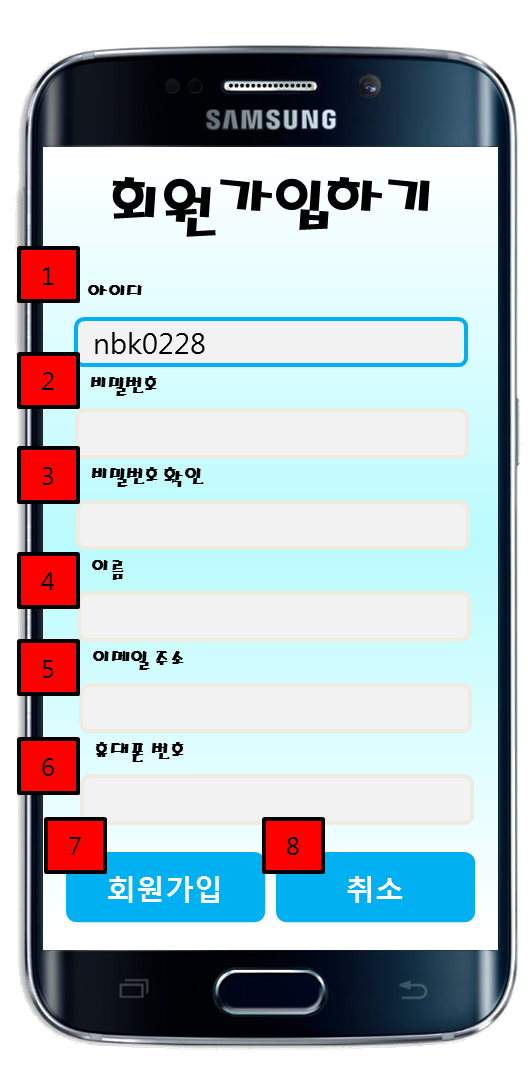 SAMSUNG
회원가입하기
1
아이디
nbk0228
2
비밀번호
3
비밀번호 확인
4
이름
5
이메일 주소
6
휴대폰 번호
7
8
회원가입
취소